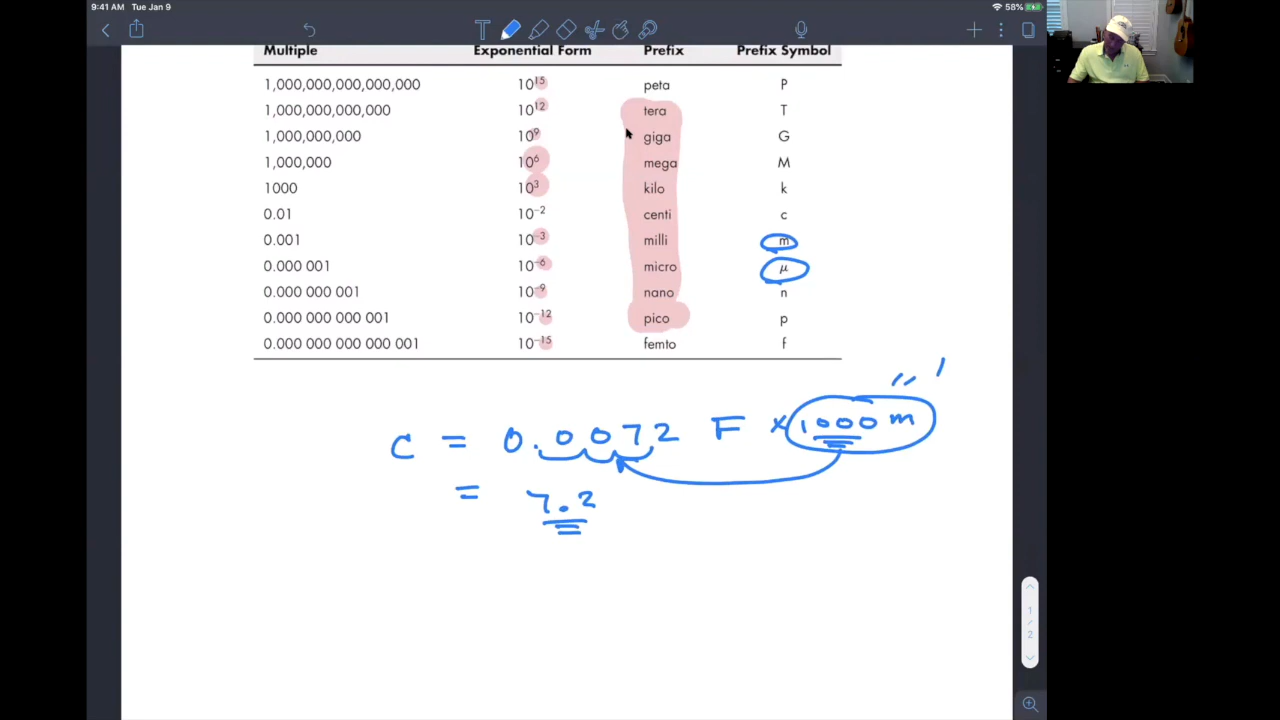 9:41 AM Tue Jan 9
58%
T
Multiple Exponential Form Prefix Prefix Symbol
1,000,000,000,000,000 10^15 peta P
1,000,000,000,000 10^12 tera T
1,000,000,000 10^9 giga G
1,000,000 10^6 mega M
1000 10^3 kilo k
0.01 10^−2 centi c
0.001 10^−3 milli m
0.000 001 10^−6 micro μ
0.000 000 001 10^−9 nano n
0.000 000 000 001 10^−12 pico p
0.000 000 000 000 001 10^−15 femto f
" 1
C = 0.0072 F × 1000 m
= 7.2
1
/
2